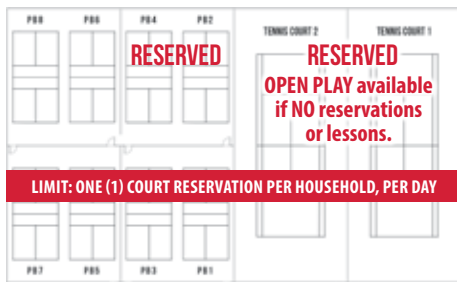 PB8 PB6 PB4 PB2
TENNIS COURT 2 TENNIS COURT 1
RESERVED RESERVED
OPEN PLAY available
if NO reservations
or lessons.
LIMIT: ONE (1) COURT RESERVATION PER HOUSEHOLD, PER DAY
PB7 PB5 PB3 PB1